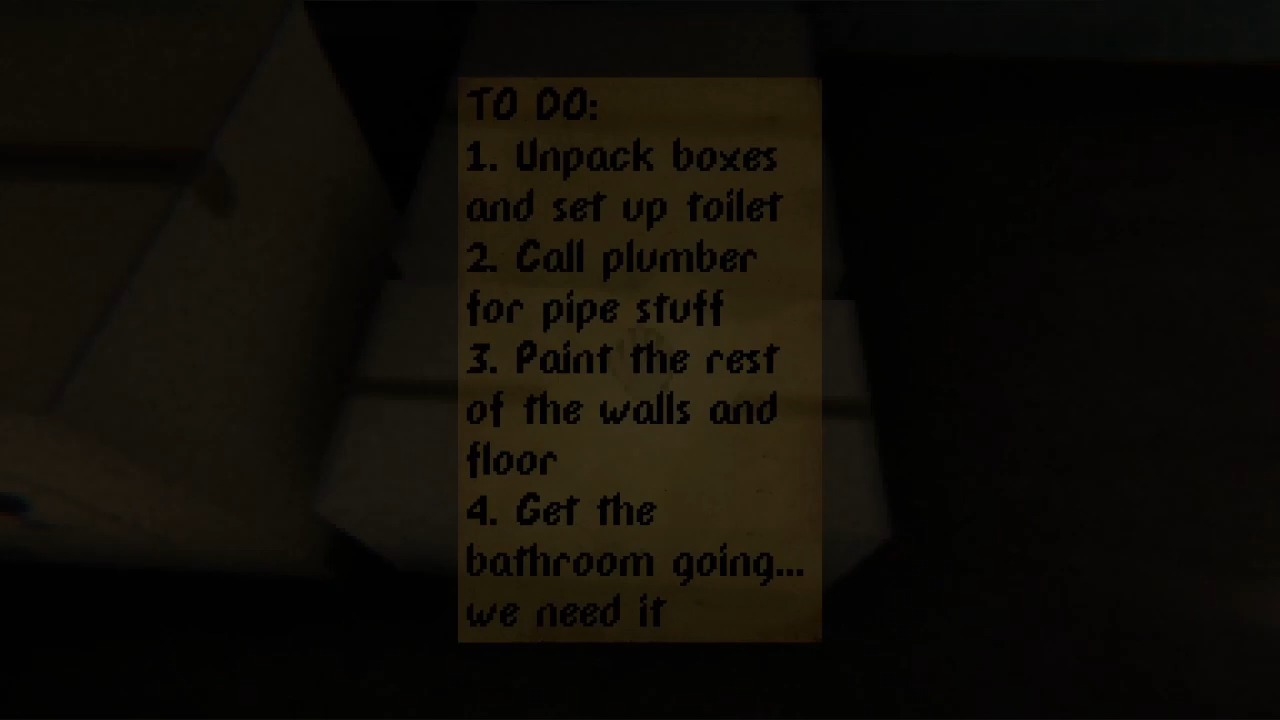 TO DO:
1. Unpack boxes
and set up toilet
2. Call plumber
for pipe stuff
3. Paint the rest
of the walls and
floor
4. Get the
bathroom going...
we need it